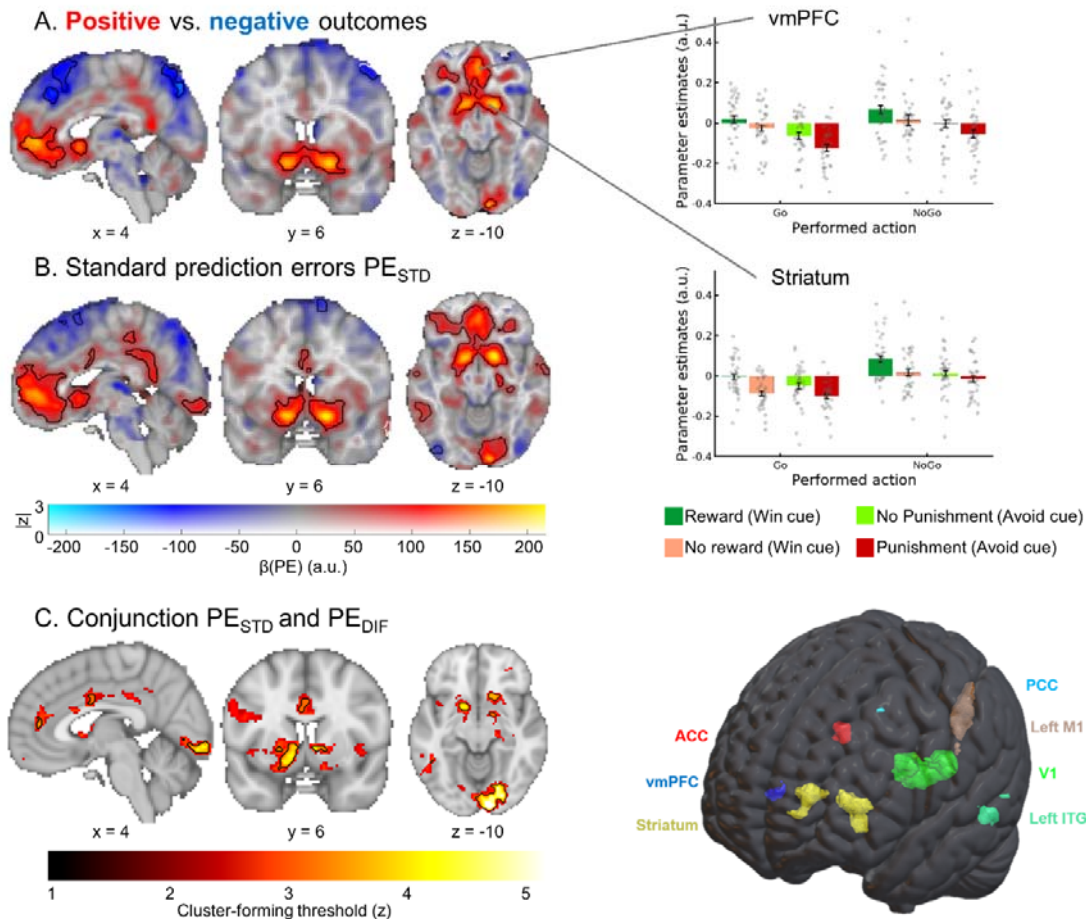 A. Positive vs. negative outcomes
x = 4
y = 6
z = -10
vmPFC
Parameter estimates (a.u.)
0.4
0.2
0
-0.2
-0.4
Go
NoGo
Performed action
B. Standard prediction errors PE_STD
x = 4
y = 6
z = -10
|z|
3
0
-200
-150
-100
-50
0
50
100
150
200
β(PE) (a.u.)
Striatum
Parameter estimates (a.u.)
0.4
0.2
0
-0.2
-0.4
Go
NoGo
Performed action
Reward (Win cue)
No Punishment (Avoid cue)
No reward (Win cue)
Punishment (Avoid cue)
C. Conjunction PE_STD and PE_DIF
x = 4
y = 6
z = -10
1
2
3
4
5
Cluster-forming threshold (z)
PCC
Left M1
ACC
V1
vmPFC
Left ITG
Striatum